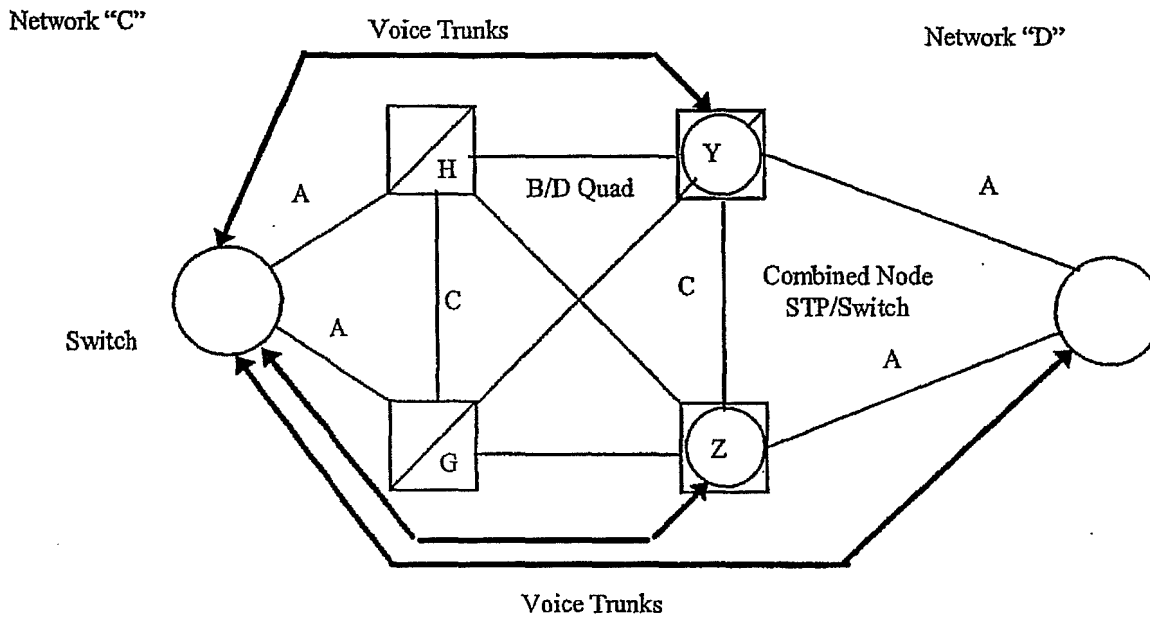 Network “C”
Voice Trunks
Network “D”
Y
H
B/D Quad
A
A
C
C
Combined Node
STP/Switch
A
Switch
A
G
Z
Voice Trunks